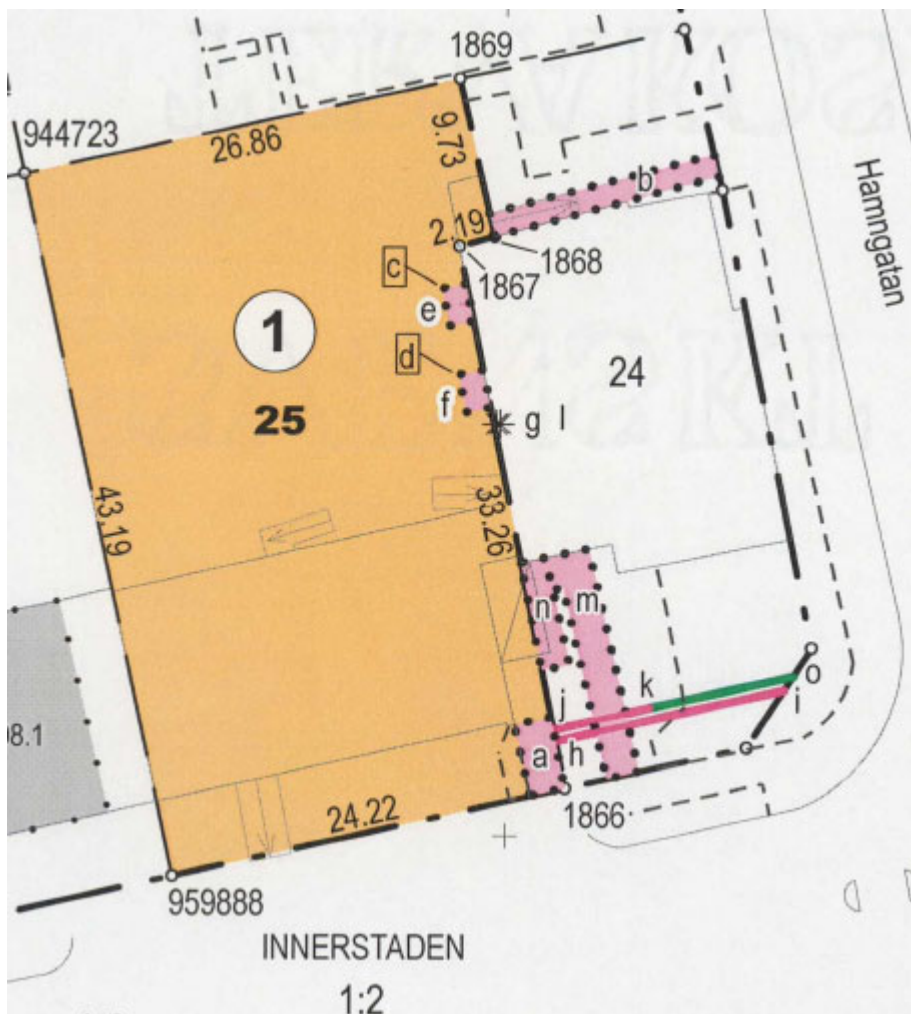 1869
944723
26.86
9.73
b
Hamngatan
2.19
1868
1867
c
e
1
25
d
f
24
g l
43.19
33.26
n
m
k
o
j
i
a
h
8.1
24.22
1866
959888
INNERSTADEN
1:2